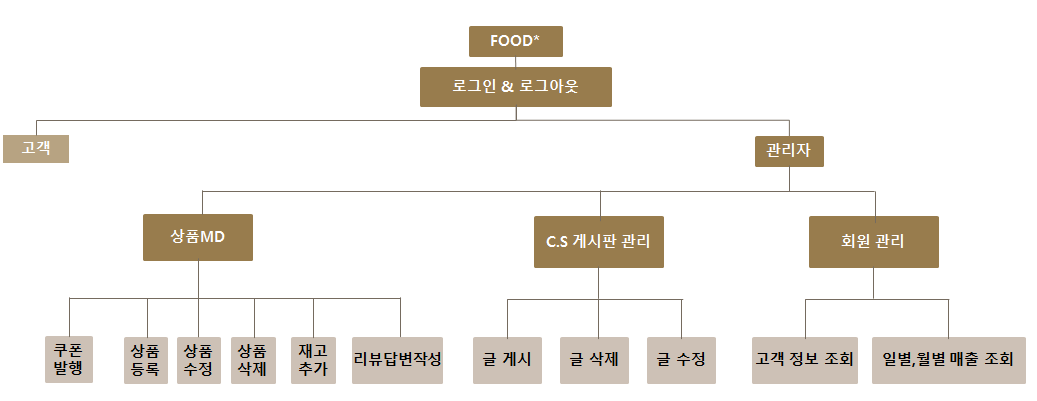 FOOD*
로그인 & 로그아웃
고객
관리자
상품MD
C.S 게시판 관리
회원 관리
쿠폰
발행
상품
등록
상품
수정
상품
삭제
재고
추가
리뷰답변작성
글 게시
글 삭제
글 수정
고객 정보 조회
일별,월별 매출 조회